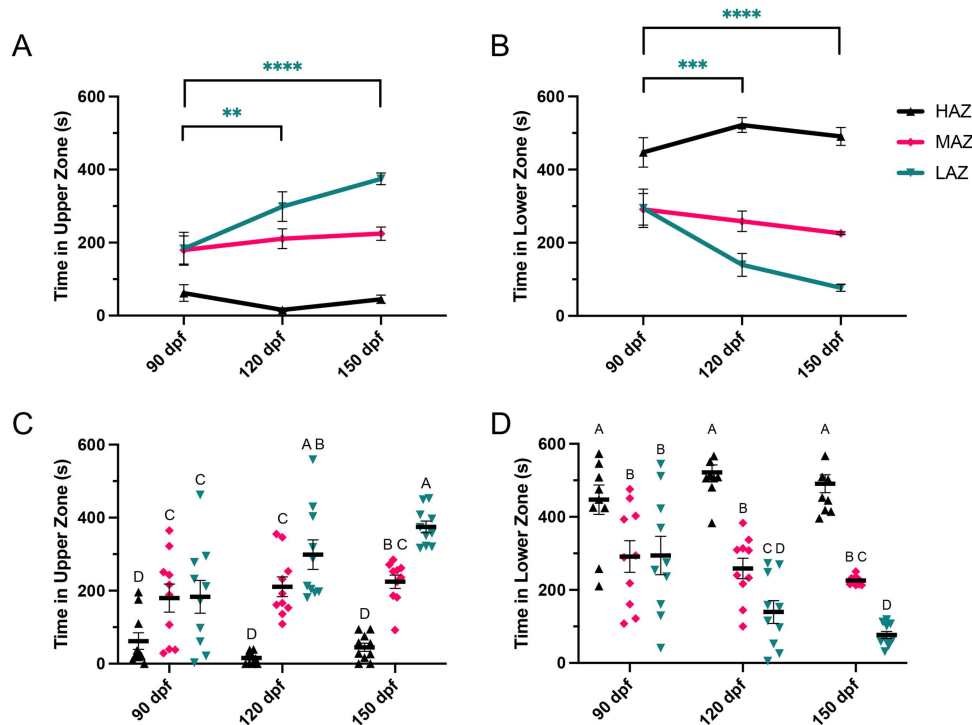 A
B
****
**
****
***
Time in Upper Zone (s)
600
400
200
0
90 dpf
120 dpf
150 dpf
Time in Lower Zone (s)
600
400
200
0
90 dpf
120 dpf
150 dpf
HAZ
MAZ
LAZ
C
D
Time in Upper Zone (s)
600
400
200
0
D
C
C
D
C
A B
D
B C
A
90 dpf
120 dpf
150 dpf
Time in Lower Zone (s)
600
400
200
0
A
B
B
A
B
C D
A
B C
D
90 dpf
120 dpf
150 dpf